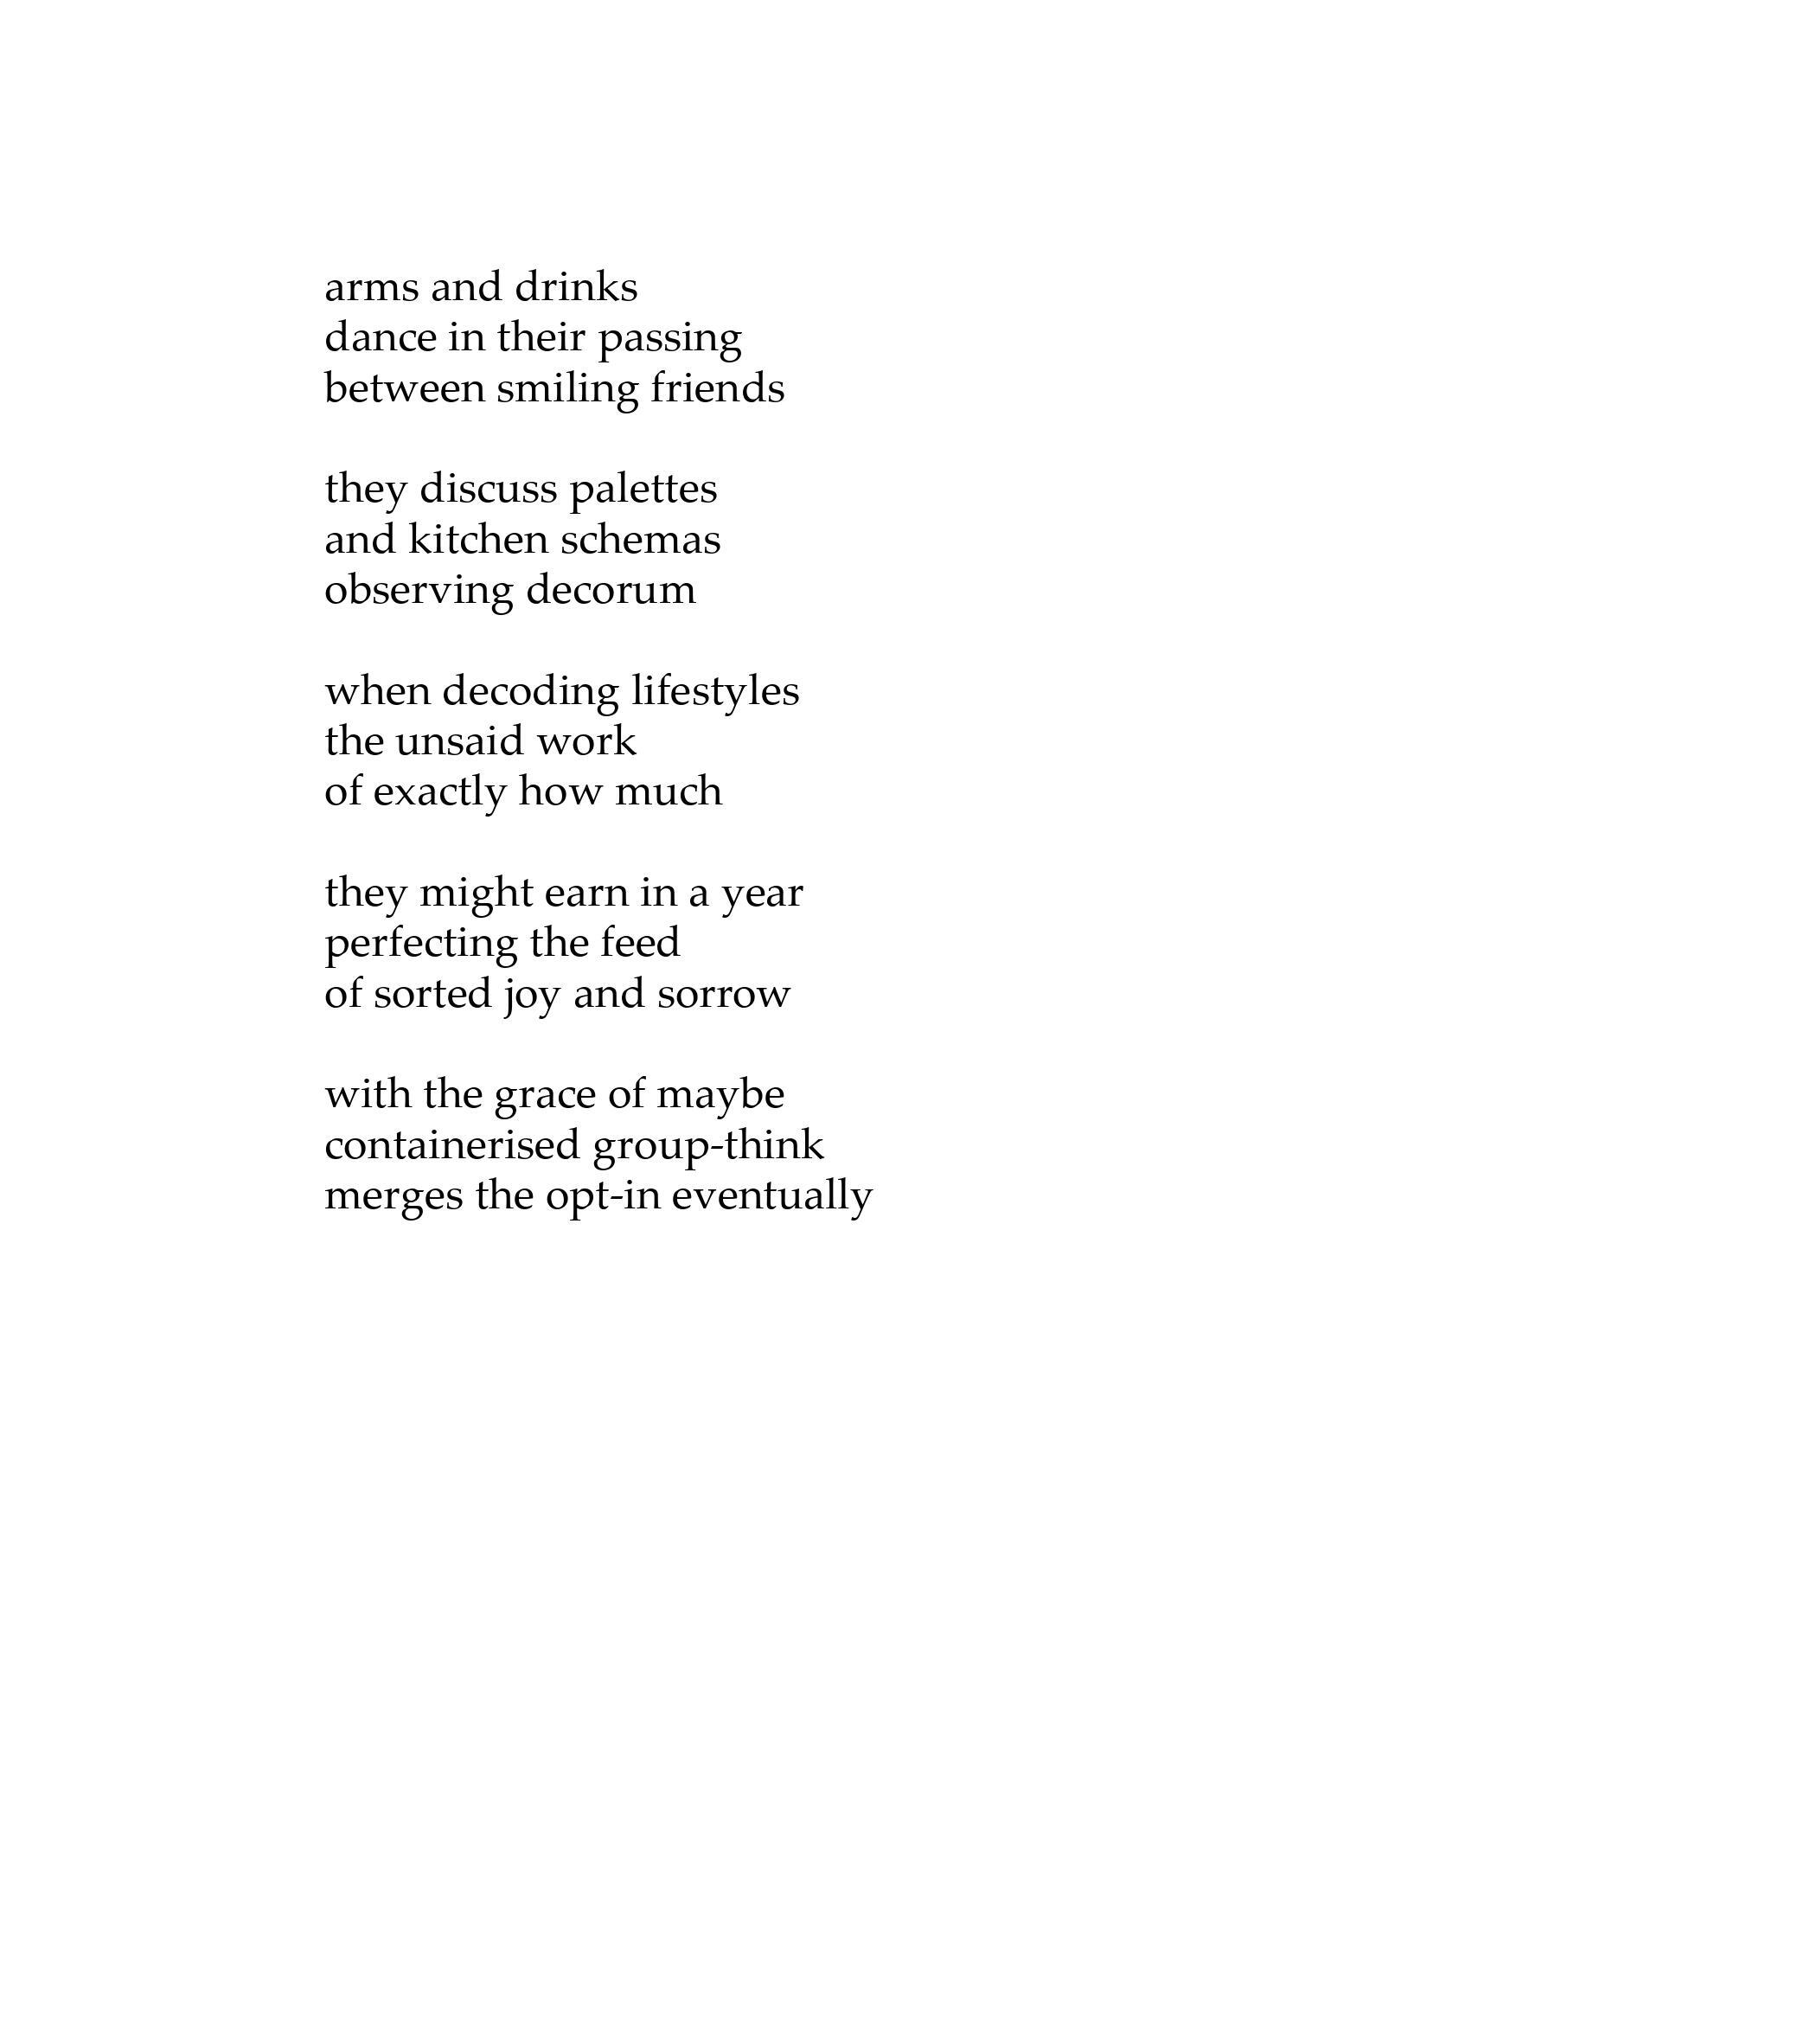 arms and drinks
dance in their passing
between smiling friends
they discuss palettes
and kitchen schemas
observing decorum
when decoding lifestyles
the unsaid work
of exactly how much
they might earn in a year
perfecting the feed
of sorted joy and sorrow
with the grace of maybe
containerised group-think
merges the opt-in eventually